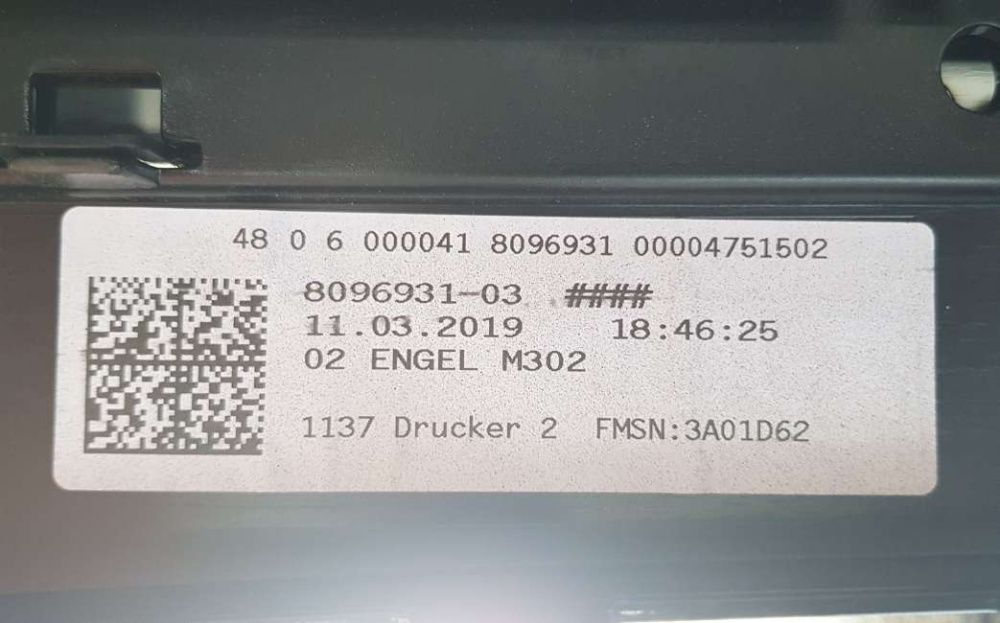 48 0 6 000041 8096931 00004751502
8096931-03 ####
11.03.2019 18:46:25
02 ENGEL M302
1137 Drucker 2 FMSN:3A01D62